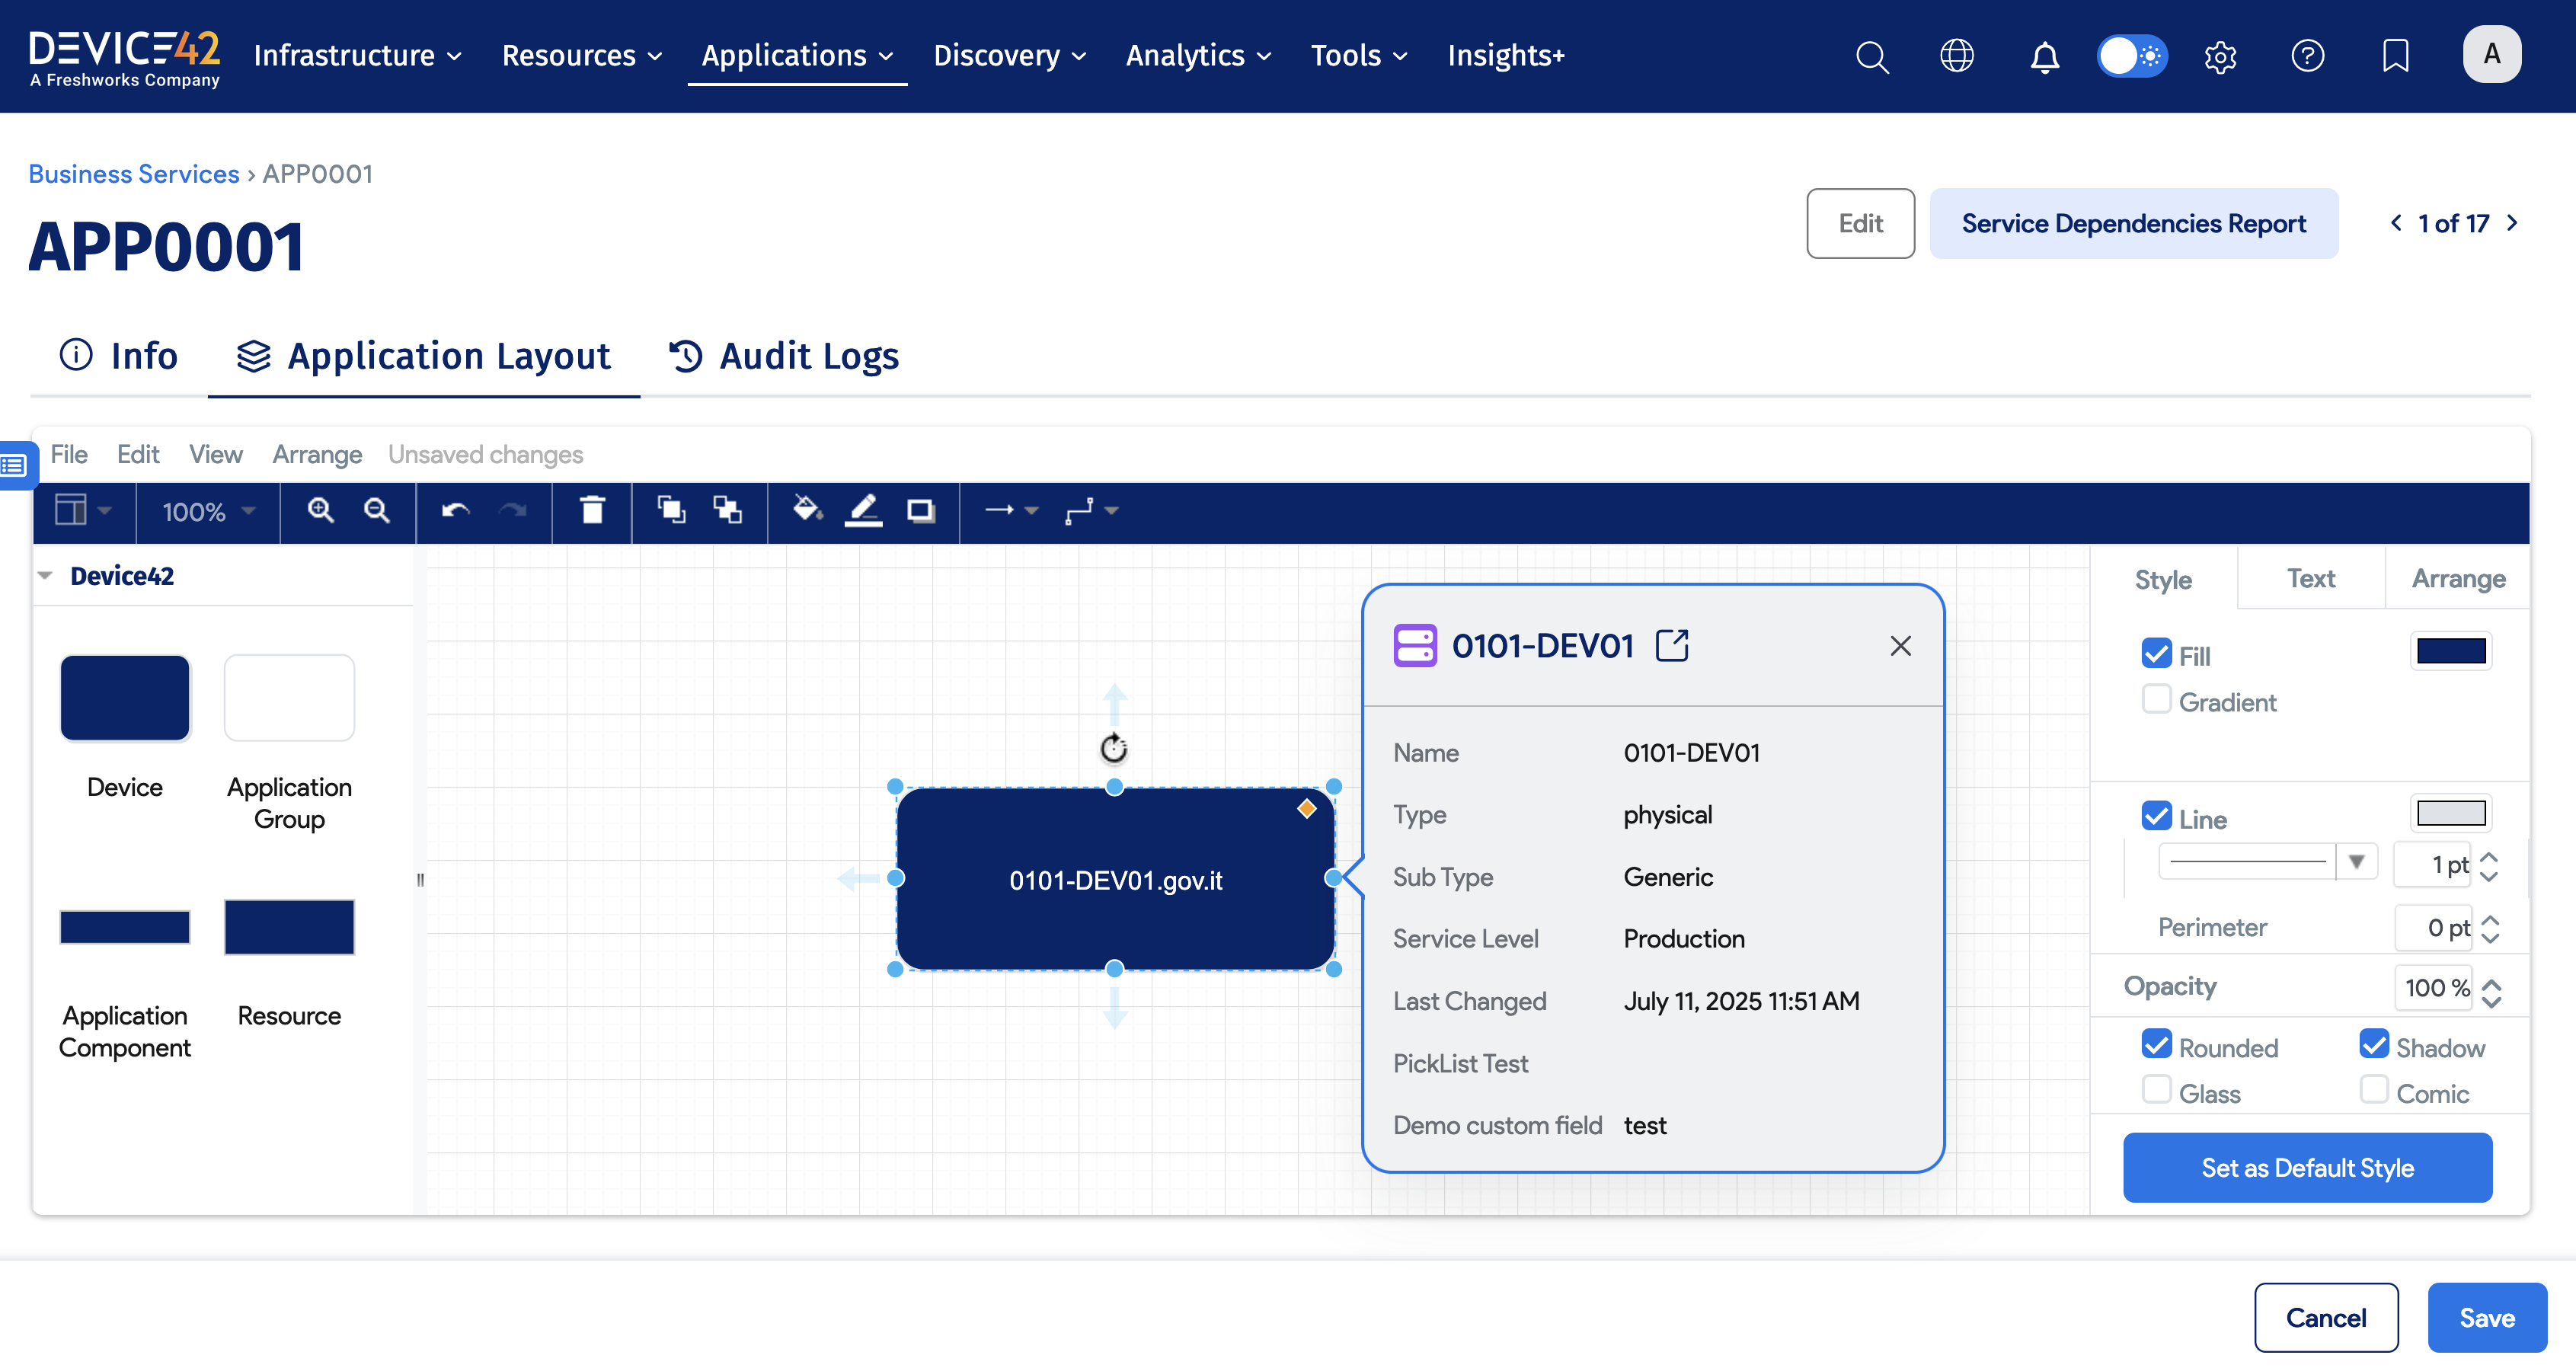 DEVICE42
A Freshworks Company
Infrastructure
Resources
Applications
Discovery
Analytics
Tools
Insights+
A
Business Services › APP0001
APP0001
Edit
Service Dependencies Report
1 of 17
Info
Application Layout
Audit Logs
File
Edit
View
Arrange
Unsaved changes
100%
Device42
Device
Application
Group
Application
Component
Resource
0101-DEV01.gov.it
0101-DEV01
Name 0101-DEV01
Type physical
Sub Type Generic
Service Level Production
Last Changed July 11, 2025 11:51 AM
PickList Test
Demo custom field test
Style
Text
Arrange
Fill
Gradient
Line
1 pt
Perimeter 0 pt
Opacity 100 %
Rounded
Shadow
Glass
Comic
Set as Default Style
Cancel
Save